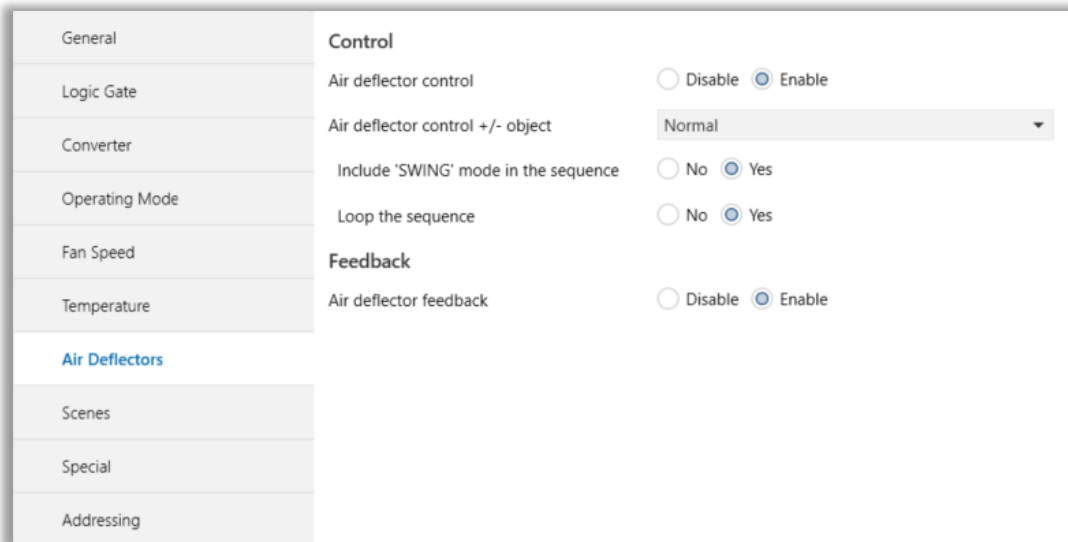 General
Logic Gate
Converter
Operating Mode
Fan Speed
Temperature
Air Deflectors
Scenes
Special
Addressing
Control
Air deflector control Disable Enable
Air deflector control +/- object Normal
Include 'SWING' mode in the sequence No Yes
Loop the sequence No Yes
Feedback
Air deflector feedback Disable Enable